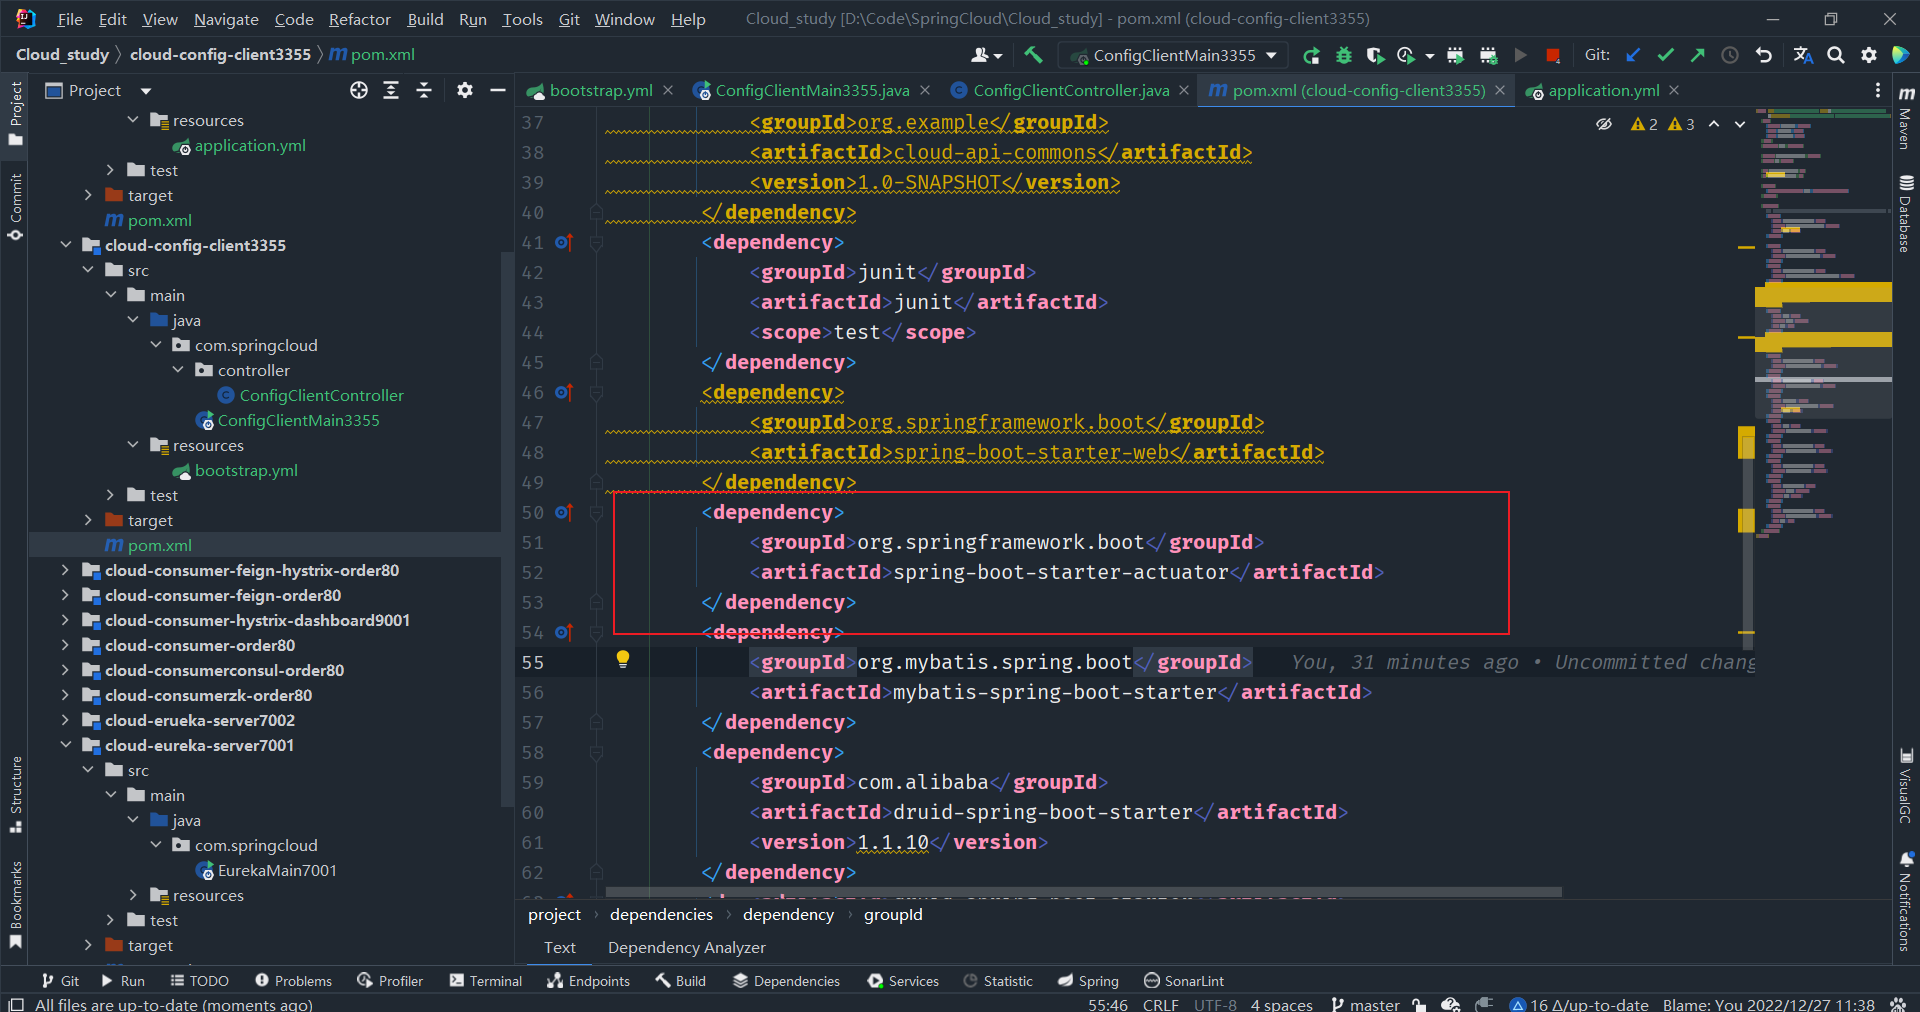 File Edit View Navigate Code Refactor Build Run Tools Git Window Help Cloud_study [D:\Code\SpringCloud\Cloud_study] - pom.xml (cloud-config-client3355)
Cloud_study cloud-config-client3355 m pom.xml ConfigClientMain3355 Git:
Project
bootstrap.yml ConfigClientMain3355.java ConfigClientController.java pom.xml (cloud-config-client3355) application.yml
resources
application.yml
test
target
pom.xml
cloud-config-client3355
src
main
java
com.springcloud
controller
ConfigClientController
ConfigClientMain3355
resources
bootstrap.yml
test
target
pom.xml
cloud-consumer-feign-hystrix-order80
cloud-consumer-feign-order80
cloud-consumer-hystrix-dashboard9001
cloud-consumer-order80
cloud-consumerconsul-order80
cloud-consumerzk-order80
cloud-erueka-server7002
cloud-eureka-server7001
src
main
java
com.springcloud
EurekaMain7001
resources
test
target
2 3
37 <groupId>org.example</groupId>
38 <artifactId>cloud-api-commons</artifactId>
39 <version>1.0-SNAPSHOT</version>
40 </dependency>
41 <dependency>
42 <groupId>junit</groupId>
43 <artifactId>junit</artifactId>
44 <scope>test</scope>
45 </dependency>
46 <dependency>
47 <groupId>org.springframework.boot</groupId>
48 <artifactId>spring-boot-starter-web</artifactId>
49 </dependency>
50 <dependency>
51 <groupId>org.springframework.boot</groupId>
52 <artifactId>spring-boot-starter-actuator</artifactId>
53 </dependency>
54 <dependency>
55 <groupId>org.mybatis.spring.boot</groupId> You, 31 minutes ago • Uncommitted chang
56 <artifactId>mybatis-spring-boot-starter</artifactId>
57 </dependency>
58 <dependency>
59 <groupId>com.alibaba</groupId>
60 <artifactId>druid-spring-boot-starter</artifactId>
61 <version>1.1.10</version>
62 </dependency>
project dependencies dependency groupId
Text Dependency Analyzer
Project
Commit
Structure
Bookmarks
Maven
Database
VisualGC
Notifications
Git Run TODO Problems Profiler Terminal Endpoints Build Dependencies Services Statistic Spring SonarLint
All files are up-to-date (moments ago) 55:46 CRLF UTF-8 4 spaces master 16 Δ/up-to-date Blame: You 2022/12/27 11:38